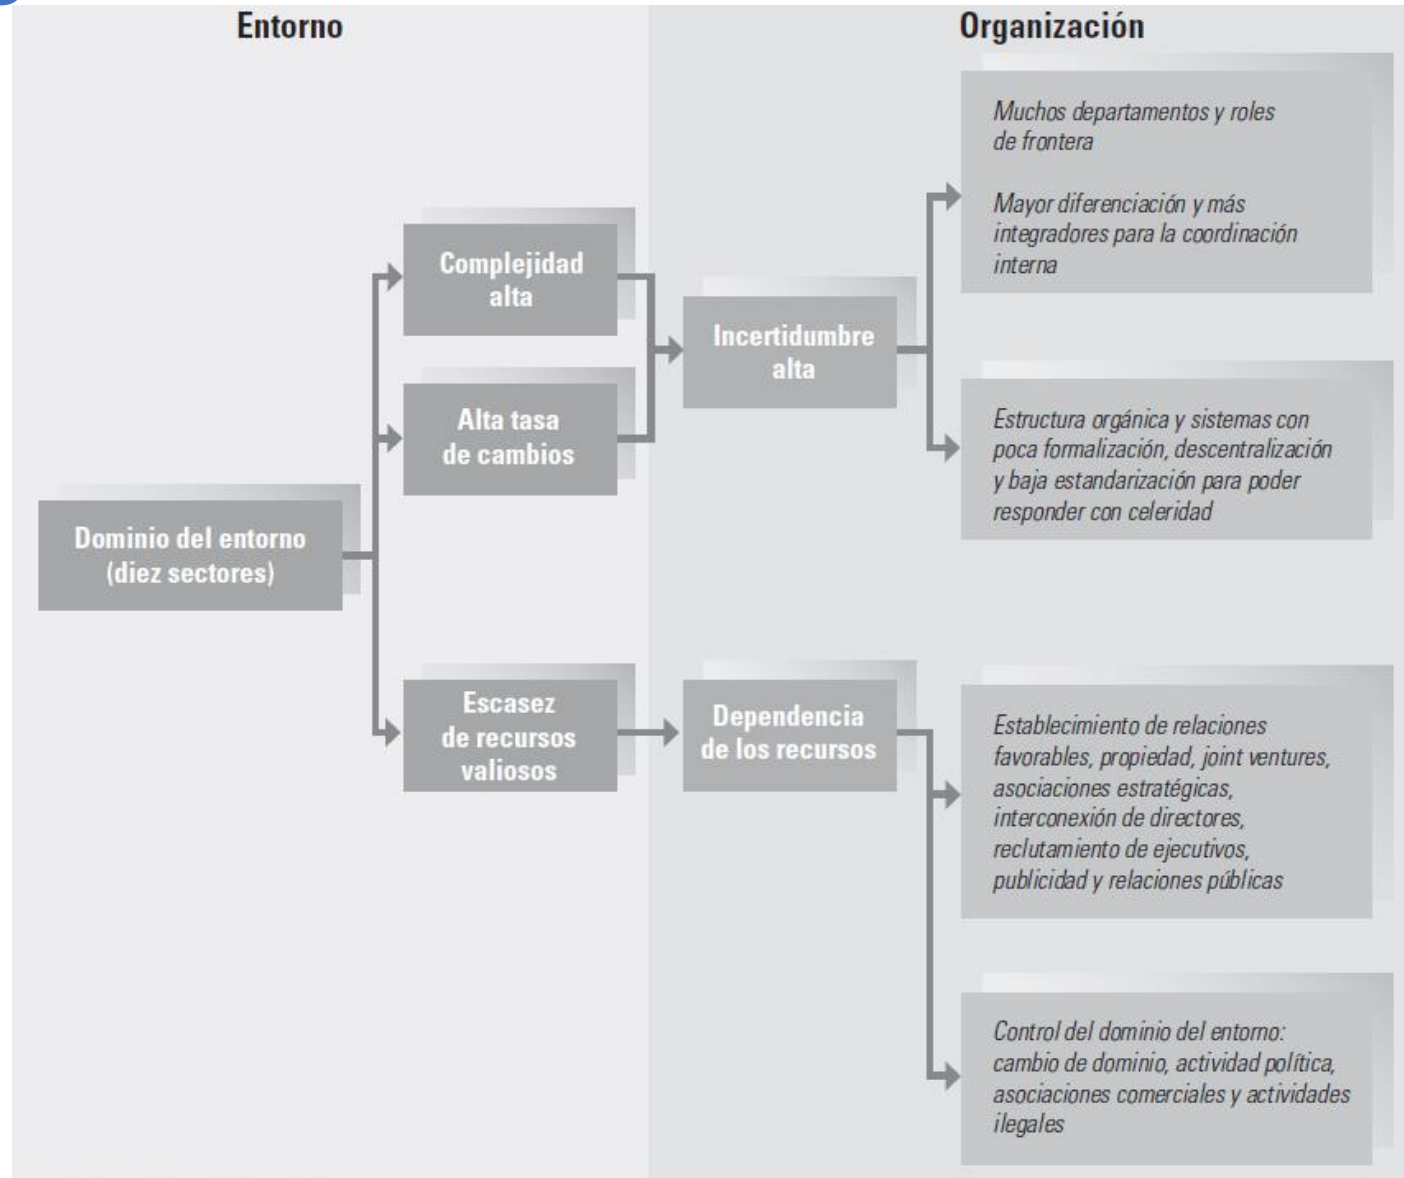 Entorno
Organización
Muchos departamentos y roles
de frontera
Mayor diferenciación y más
integradores para la coordinación
interna
Complejidad
alta
Incertidumbre
alta
Alta tasa
de cambios
Estructura orgánica y sistemas con
poca formalización, descentralización
y baja estandarización para poder
responder con celeridad
Dominio del entorno
(diez sectores)
Escasez
de recursos
valiosos
Dependencia
de los recursos
Establecimiento de relaciones
favorables, propiedad, joint ventures,
asociaciones estratégicas,
interconexión de directores,
reclutamiento de ejecutivos,
publicidad y relaciones públicas
Control del dominio del entorno:
cambio de dominio, actividad política,
asociaciones comerciales y actividades
ilegales